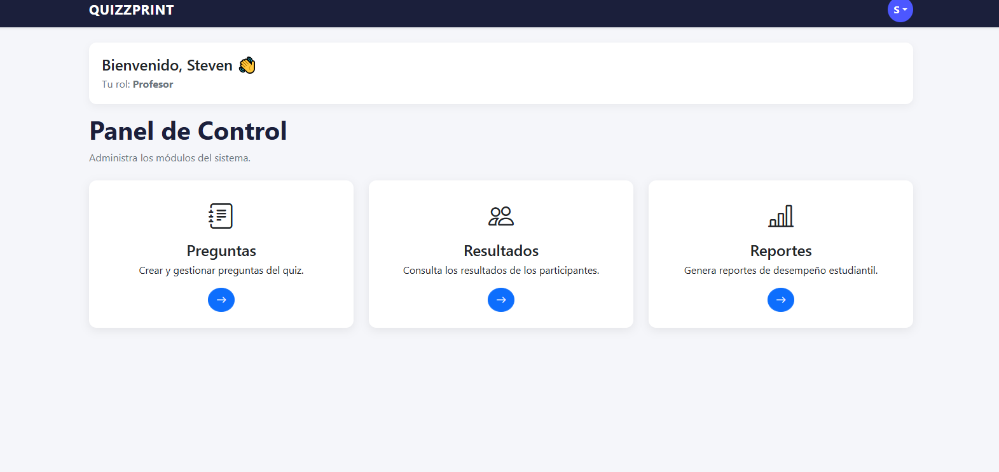 QUIZZPRINT
S
Bienvenido, Steven 👋
Tu rol: Profesor
Panel de Control
Administra los módulos del sistema.
Preguntas
Crear y gestionar preguntas del quiz.
Resultados
Consulta los resultados de los participantes.
Reportes
Genera reportes de desempeño estudiantil.